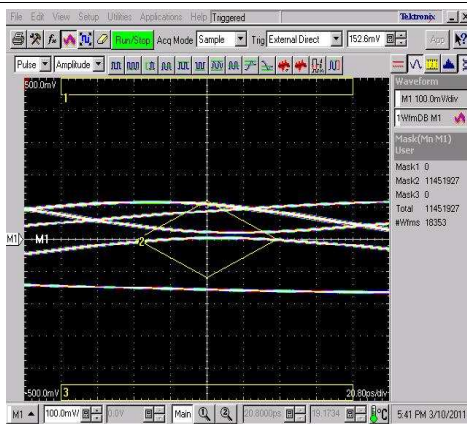 File Edit View Setup Utilities Applications Help Triggered Tektronix
Run/Stop Acq Mode Sample Trig External Direct 152.6mV App
Pulse Amplitude
500.0mV
1
Waveform
M1 100.0mV/?
1WfmDB M1
Mask(Mn M1)
User
Mask1 0
Mask2 11451927
Mask3 0
Total 11451927
#Wfms 18353
M1 M1
2
-500.0mV 3 20.80ps/div
M1 100.0mV 0.0V Main 20.8000ps 19.1734 °C 5:41 PM 3/10/2011